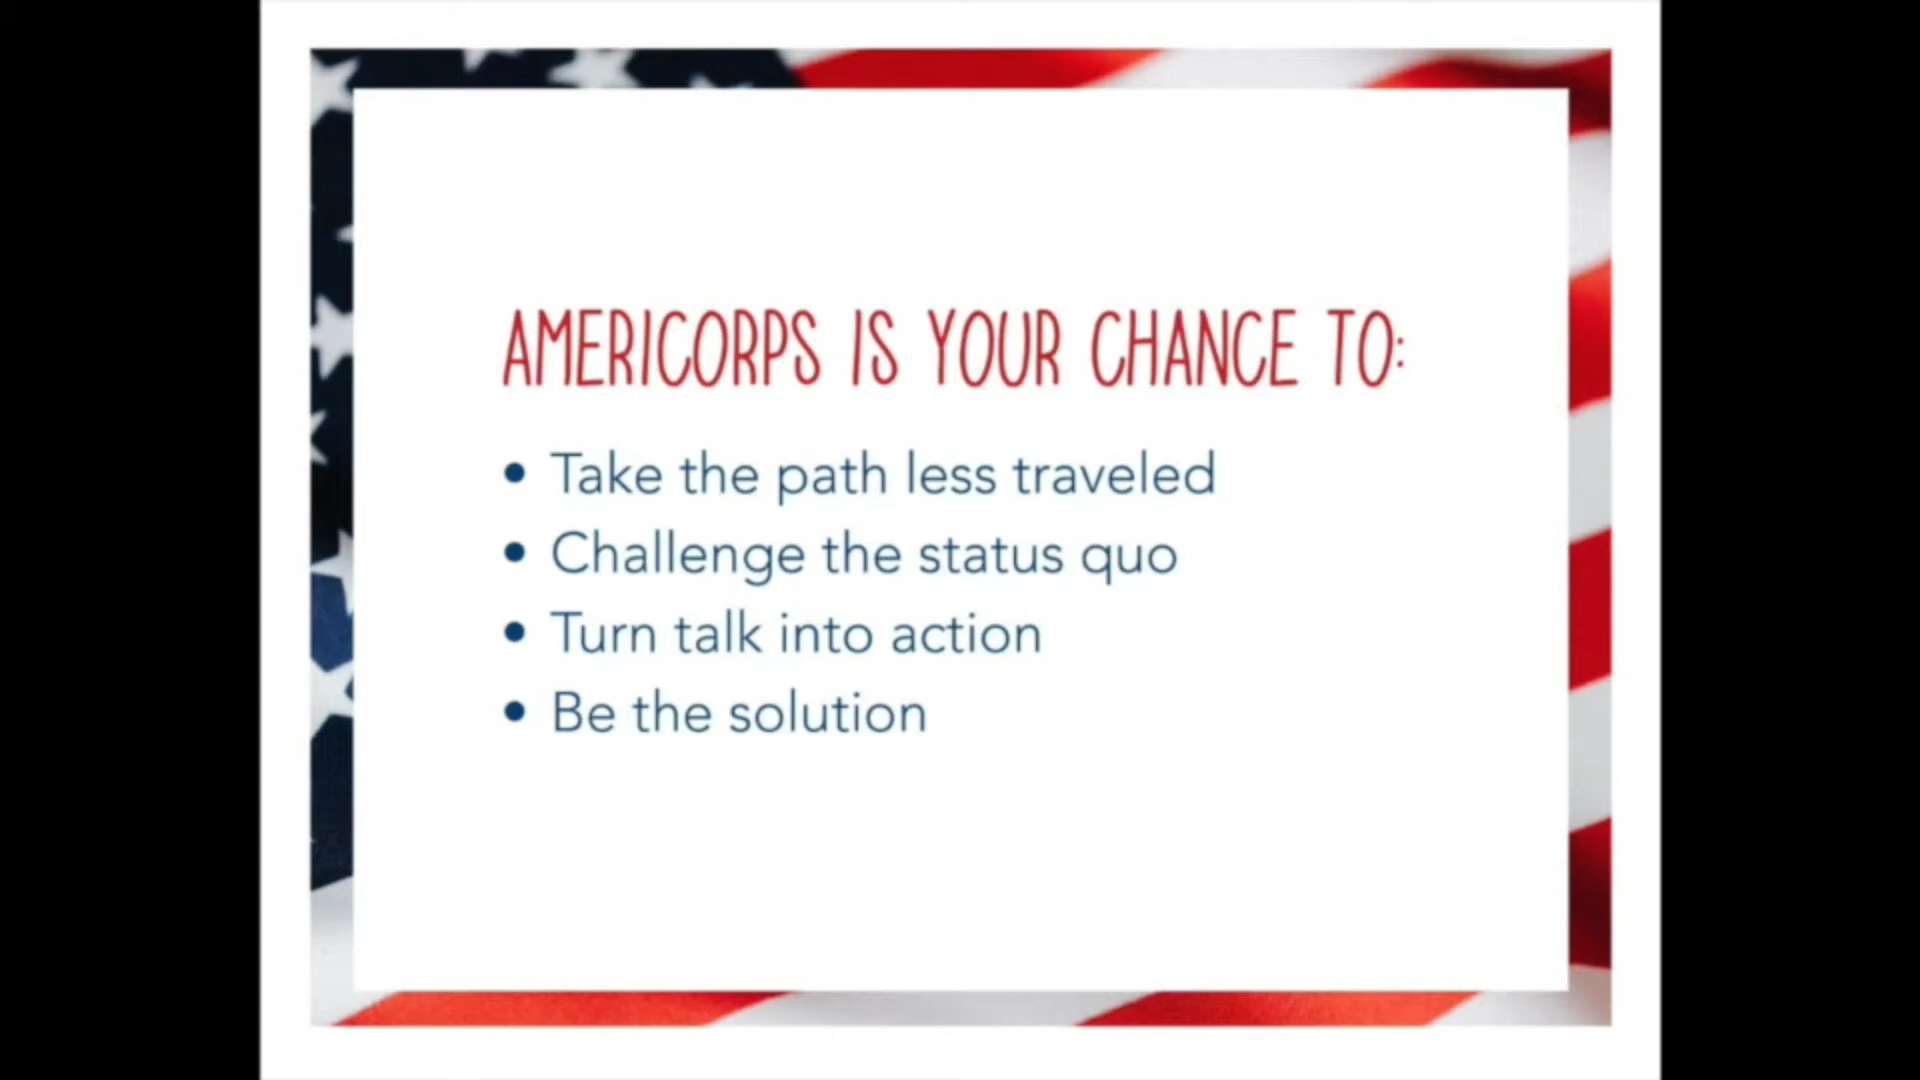 AMERICORPS IS YOUR CHANCE TO:
• Take the path less traveled
• Challenge the status quo
• Turn talk into action
• Be the solution